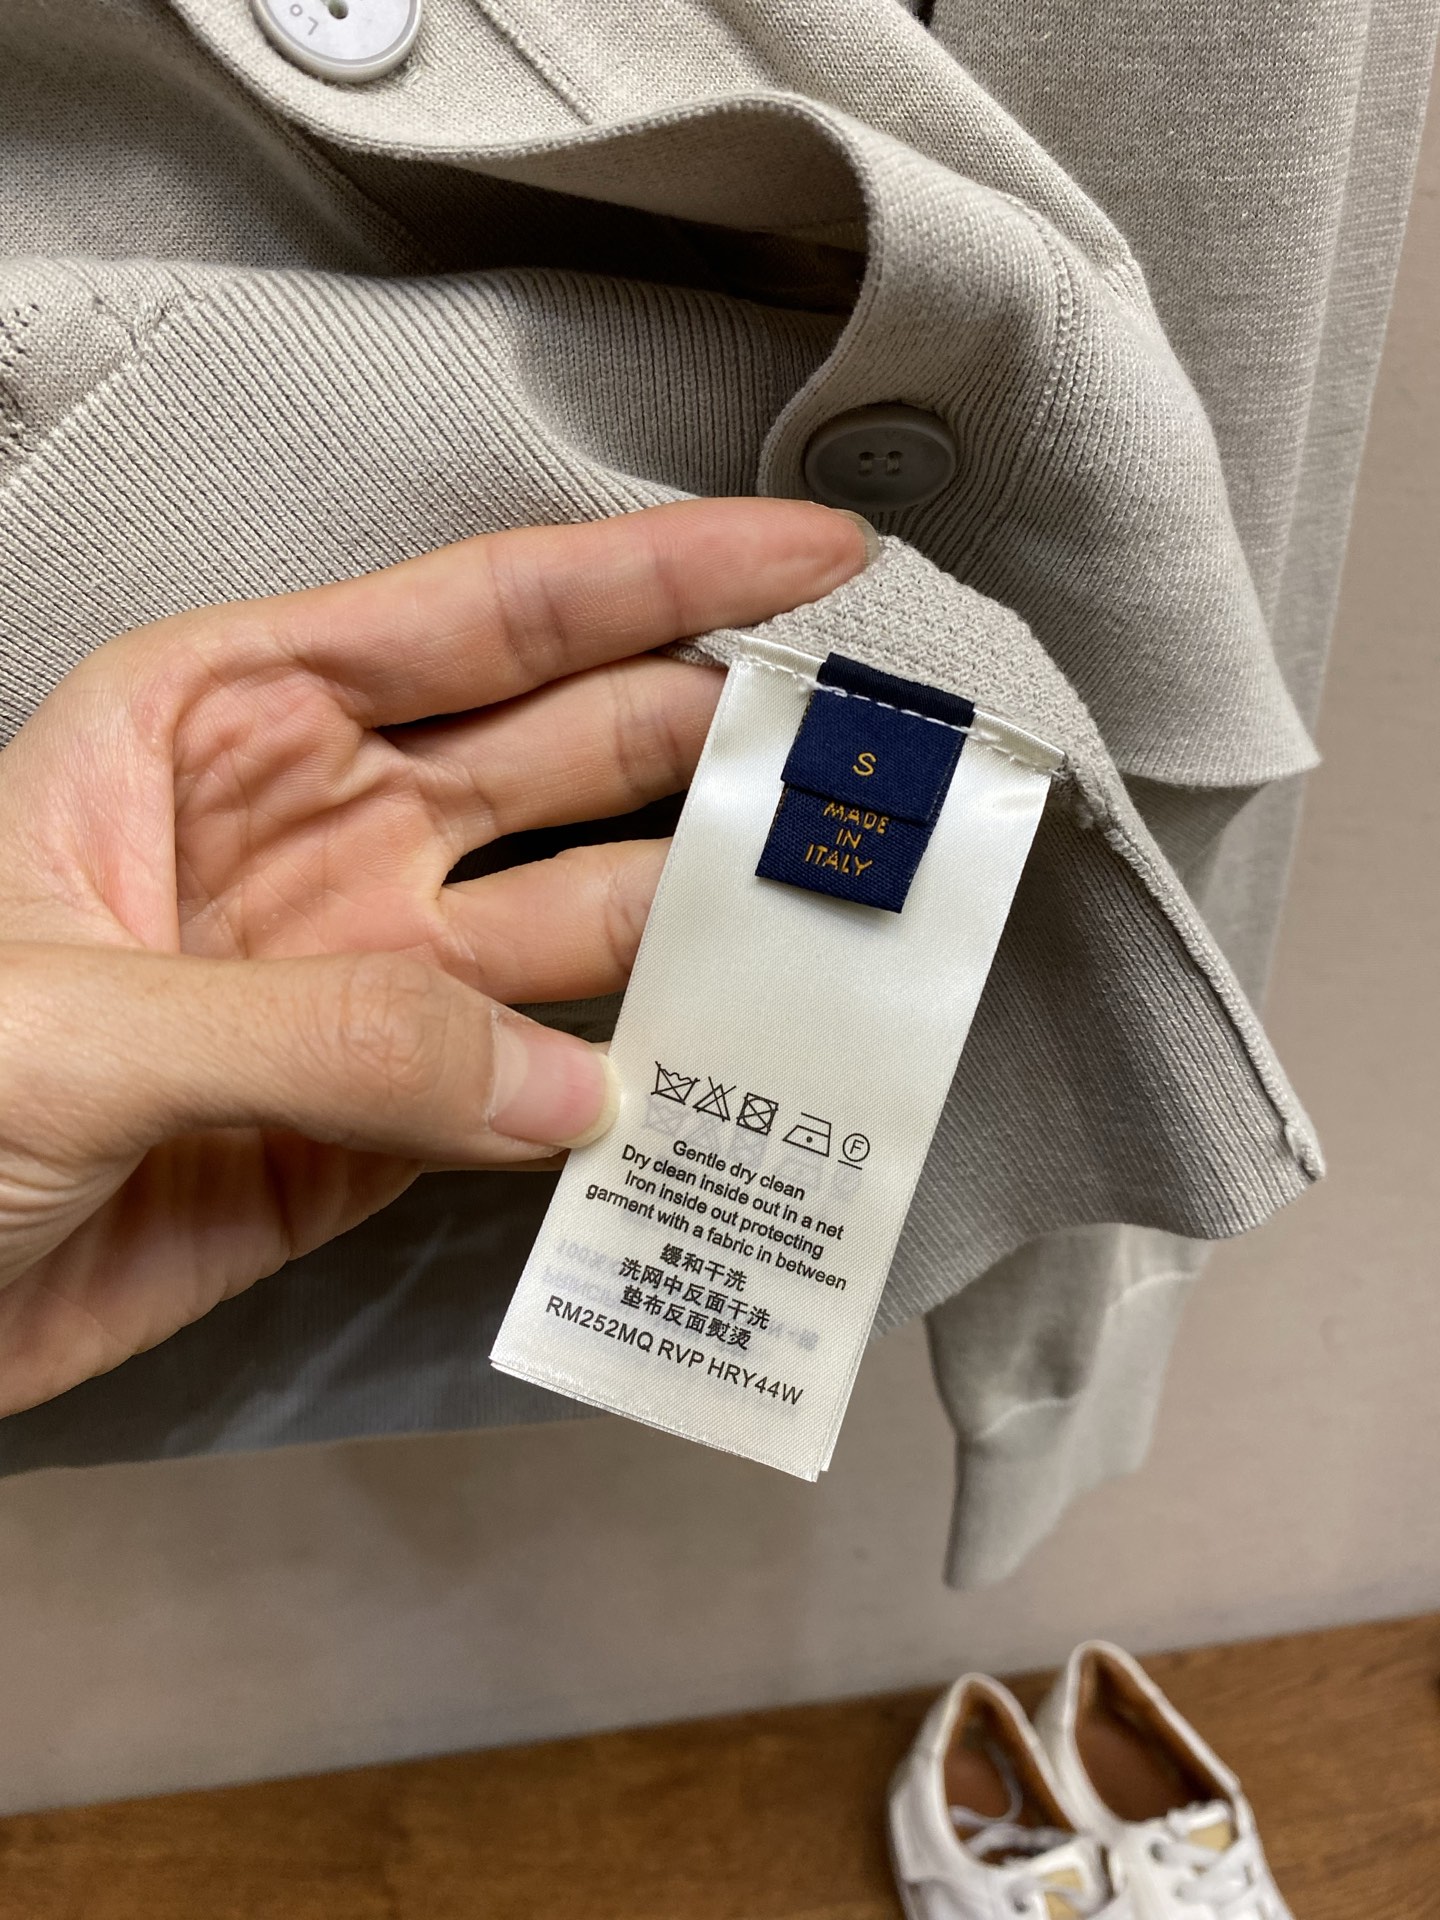 LO
S
MADE
IN
ITALY
F
Gentle dry clean
Dry clean inside out in a net
Iron inside out protecting
garment with a fabric in between
缓和干洗
洗网中反面干洗
垫布反面熨烫
RM252MQ RVP HRY44W